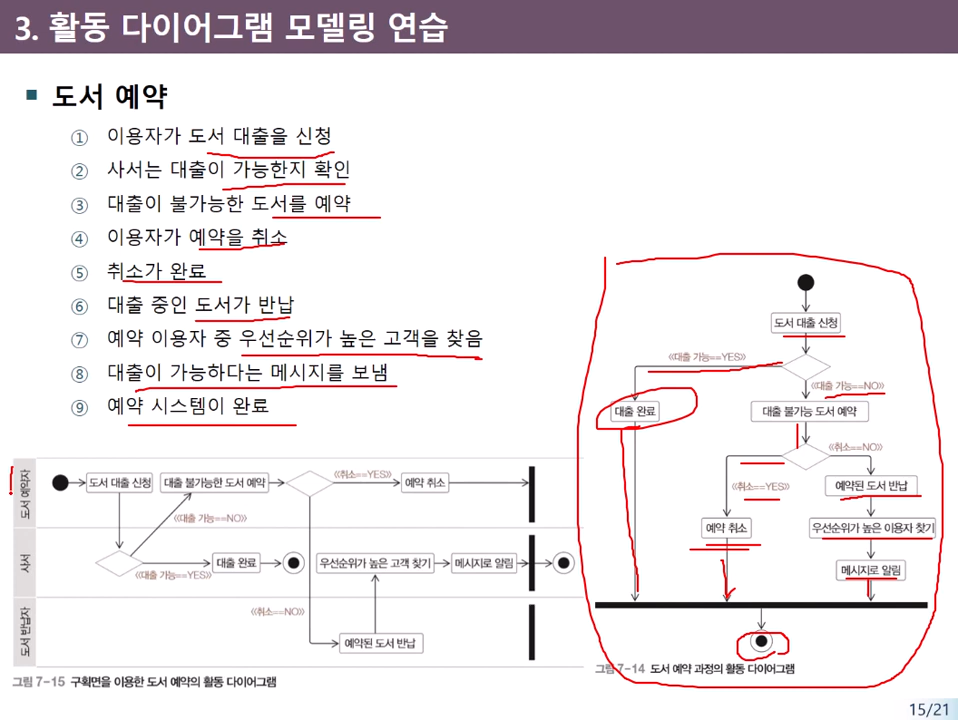 3. 활동 다이어그램 모델링 연습
■ 도서 예약
① 이용자가 도서 대출을 신청
② 사서는 대출이 가능한지 확인
③ 대출이 불가능한 도서를 예약
④ 이용자가 예약을 취소
⑤ 취소가 완료
⑥ 대출 중인 도서가 반납
⑦ 예약 이용자 중 우선순위가 높은 고객을 찾음
⑧ 대출이 가능하다는 메시지를 보냄
⑨ 예약 시스템이 완료
도서 대출 신청
《대출 가능==YES》
《대출 가능==NO》
대출 완료
대출 불가능 도서 예약
《취소==NO》
《취소==YES》
예약된 도서 반납
예약 취소
우선순위가 높은 이용자 찾기
메시지로 알림
그림 7-14 도서 예약 과정의 활동 다이어그램
도서 대출 신청
대출 불가능한 도서 예약
《취소==YES》
예약 취소
《대출 가능==NO》
사서
대출 완료
우선순위가 높은 고객 찾기
메시지로 알림
《대출 가능==YES》
《취소==NO》
도서 반납자
예약된 도서 반납
그림 7-15 구획면을 이용한 도서 예약의 활동 다이어그램
15/21